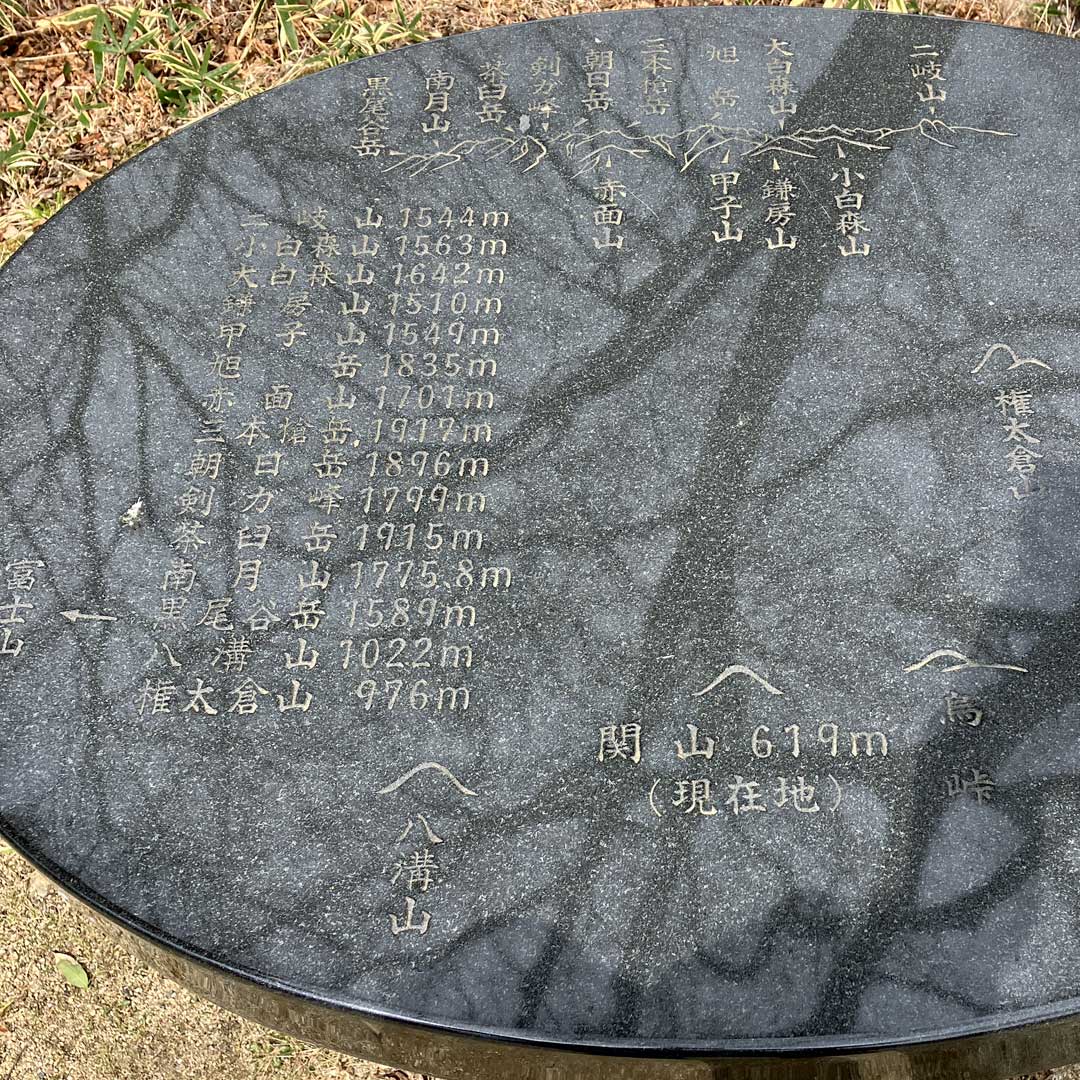 黒尾谷岳
南月山
茶臼岳
剣カ峰
朝日岳
三本槍岳
旭岳
大白森山
二岐山
赤面山
甲子山
鎌房山
小白森山
二岐山 1544m
小白森山 1563m
大白森山 1642m
鎌房山 1510m
甲子山 1549m
旭岳 1835m
赤面山 1701m
三本槍岳 1917m
朝日岳 1896m
剣カ峰 1799m
茶臼岳 1915m
南月山 1775.8m
黒尾谷岳 1589m
八溝山 1022m
権太倉山 976m
権太倉山
富士山
関山 619m
(現在地)
烏峠
八溝山